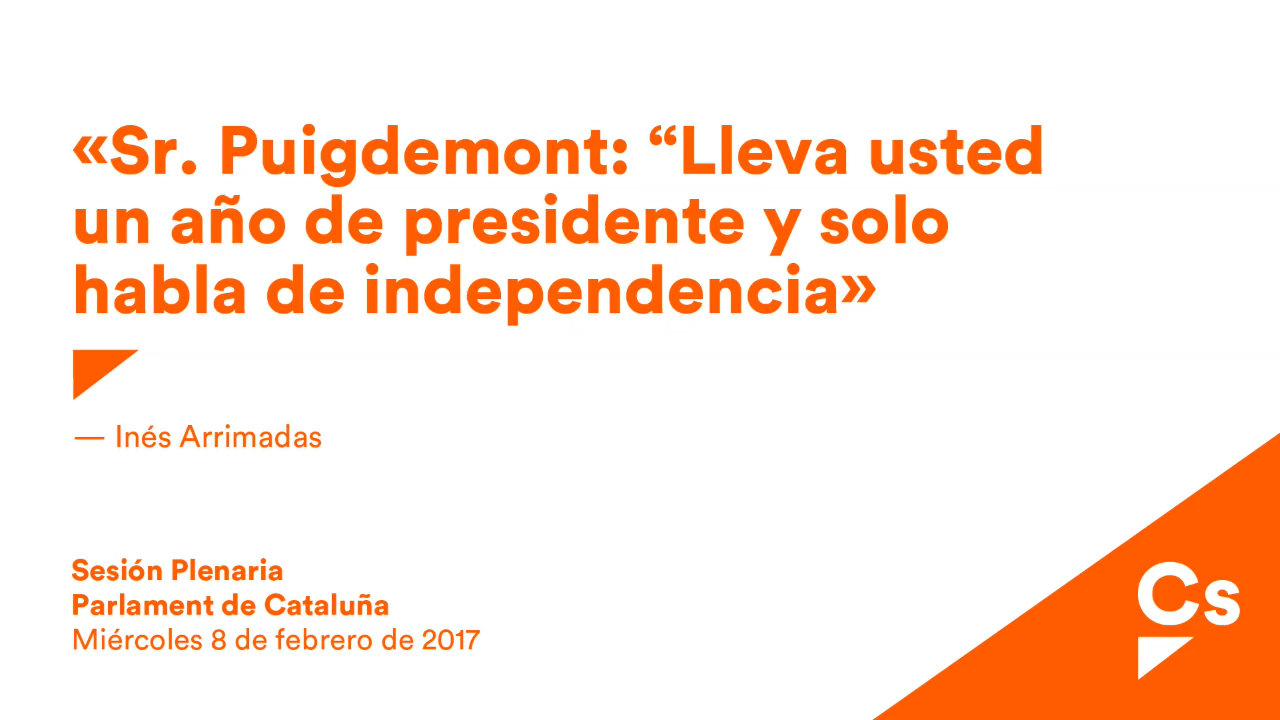 «Sr. Puigdemont: “Lleva usted
un año de presidente y solo
habla de independencia»
— Inés Arrimadas
Sesión Plenaria
Parlament de Cataluña
Miércoles 8 de febrero de 2017
Cs